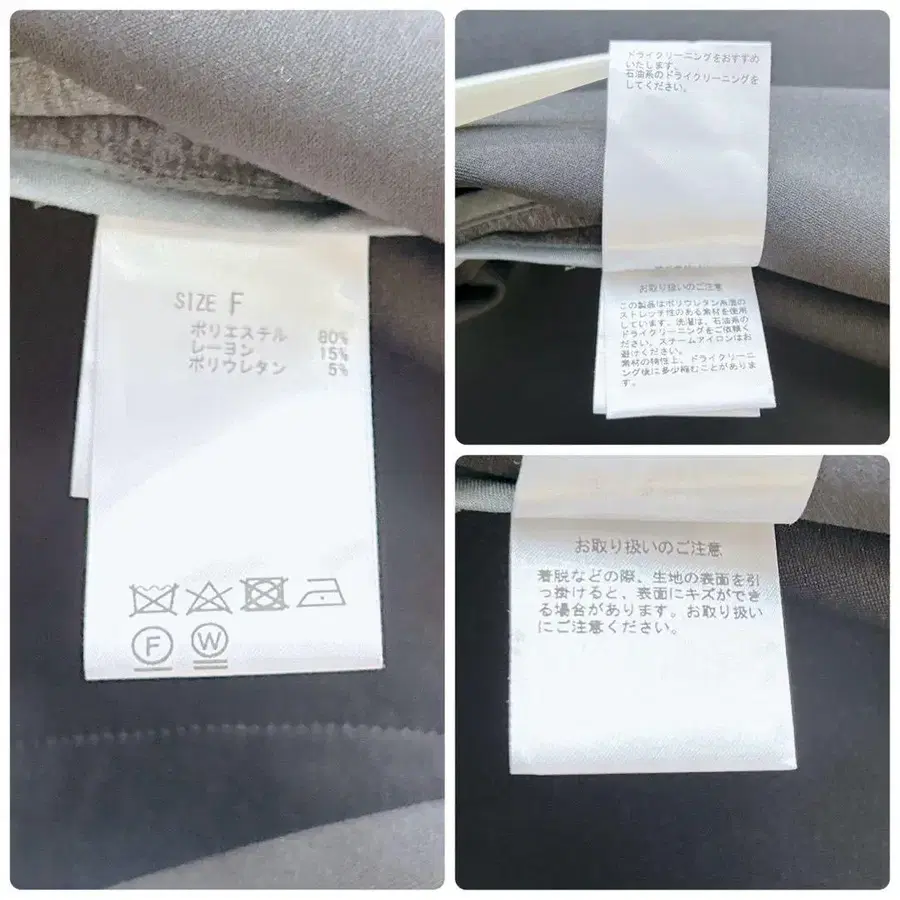 SIZE F
ポリエステル 80%
レーヨン 15%
ポリウレタン 5%
F W
ドライクリーニングをおすすめ
いたします。
石油系のドライクリーニングを
してください。
お取り扱いのご注意
この製品はポリウレタン糸混の
ストレッチ性のある素材を使用
しています。洗濯は、石油系の
ドライクリーニングをご依頼く
ださい。スチームアイロンはお
避けください。
素材の特性上、ドライクリーニ
ング後に多少縮むことがありま
す。
お取り扱いのご注意
着脱などの際、生地の表面を引
っ掛けると、表面にキズができ
る場合があります。お取り扱い
にご注意ください。